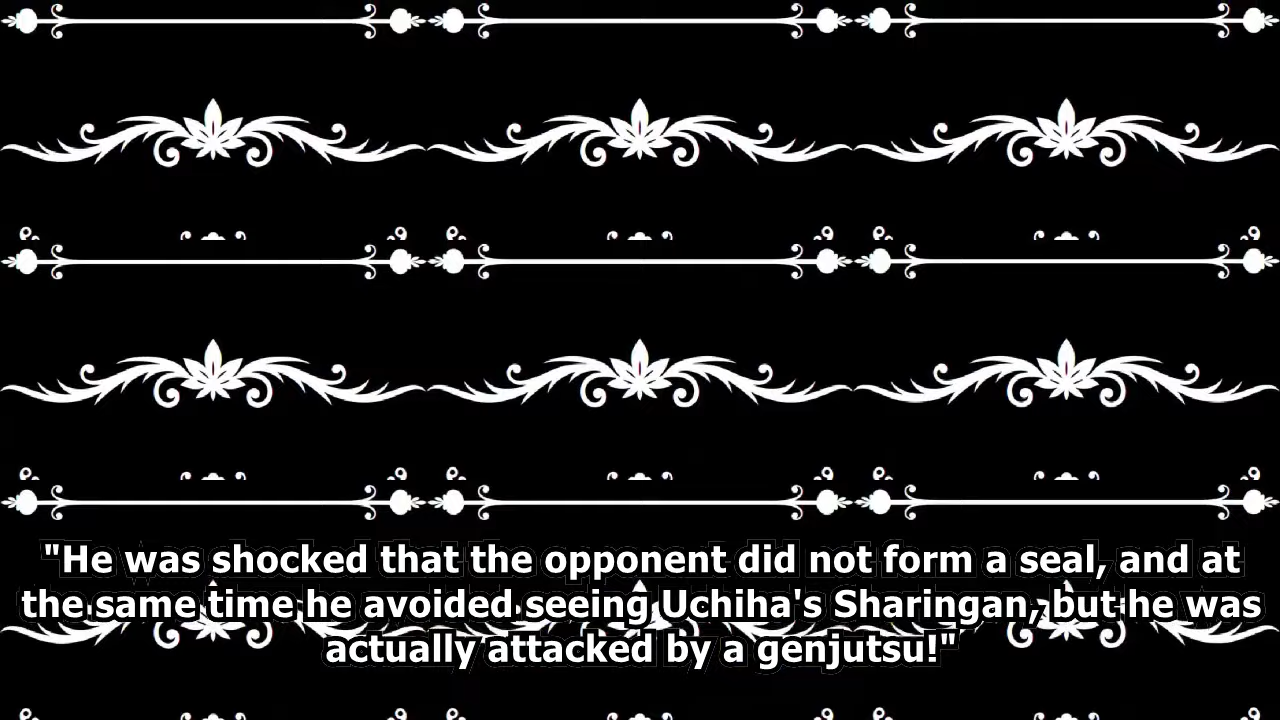 "He was shocked that the opponent did not form a seal, and at
the same time he avoided seeing Uchiha's Sharingan, but he was
actually attacked by a genjutsu!"